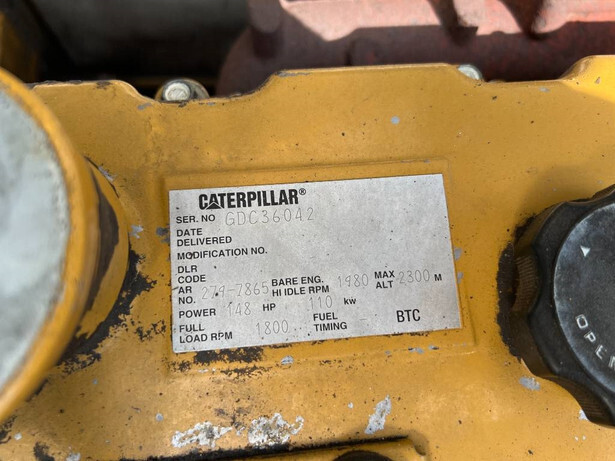 CATERPILLAR®
SER. NO GDC36042
DATE
DELIVERED
MODIFICATION NO.
DLR
CODE
AR NO. 279-7865 BARE ENG. HI IDLE RPM 1980 MAX ALT 2300 M
POWER 148 HP 110 kW
FULL LOAD RPM 1800 FUEL TIMING BTC
OPEN